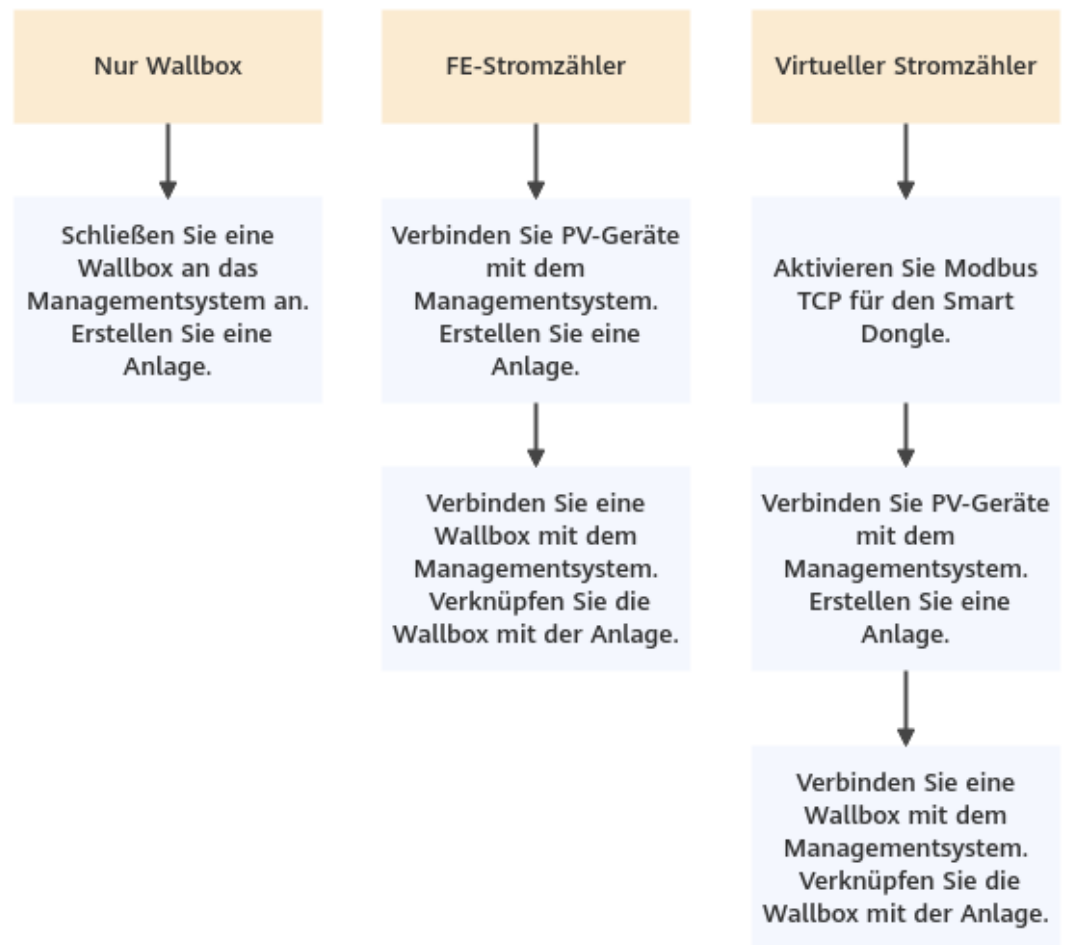 Nur Wallbox
Schließen Sie eine
Wallbox an das
Managementsystem an.
Erstellen Sie eine
Anlage.
FE-Stromzähler
Verbinden Sie PV-Geräte
mit dem
Managementsystem.
Erstellen Sie eine
Anlage.
Verbinden Sie eine
Wallbox mit dem
Managementsystem.
Verknüpfen Sie die
Wallbox mit der Anlage.
Virtueller Stromzähler
Aktivieren Sie Modbus
TCP für den Smart
Dongle.
Verbinden Sie PV-Geräte
mit dem
Managementsystem.
Erstellen Sie eine
Anlage.
Verbinden Sie eine
Wallbox mit dem
Managementsystem.
Verknüpfen Sie die
Wallbox mit der Anlage.